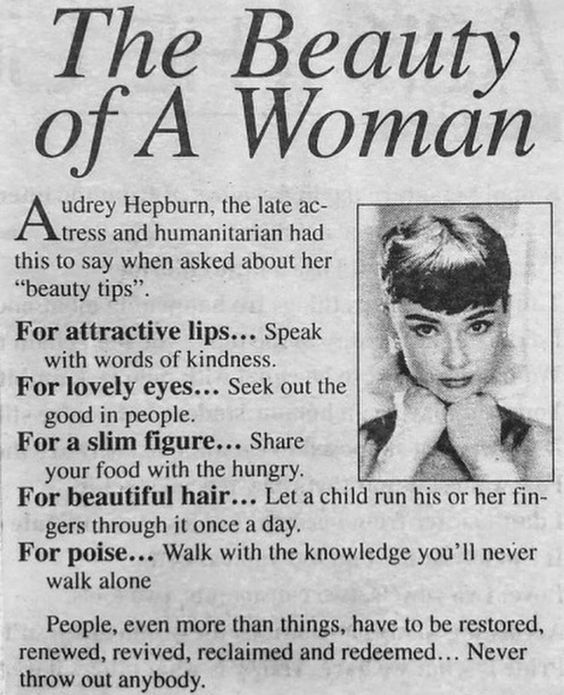 The Beauty
of A Woman
Audrey Hepburn, the late ac-
tress and humanitarian had
this to say when asked about her
“beauty tips”.
For attractive lips... Speak
with words of kindness.
For lovely eyes... Seek out the
good in people.
For a slim figure... Share
your food with the hungry.
For beautiful hair... Let a child run his or her fin-
gers through it once a day.
For poise... Walk with the knowledge you’ll never
walk alone
People, even more than things, have to be restored,
renewed, revived, reclaimed and redeemed... Never
throw out anybody.